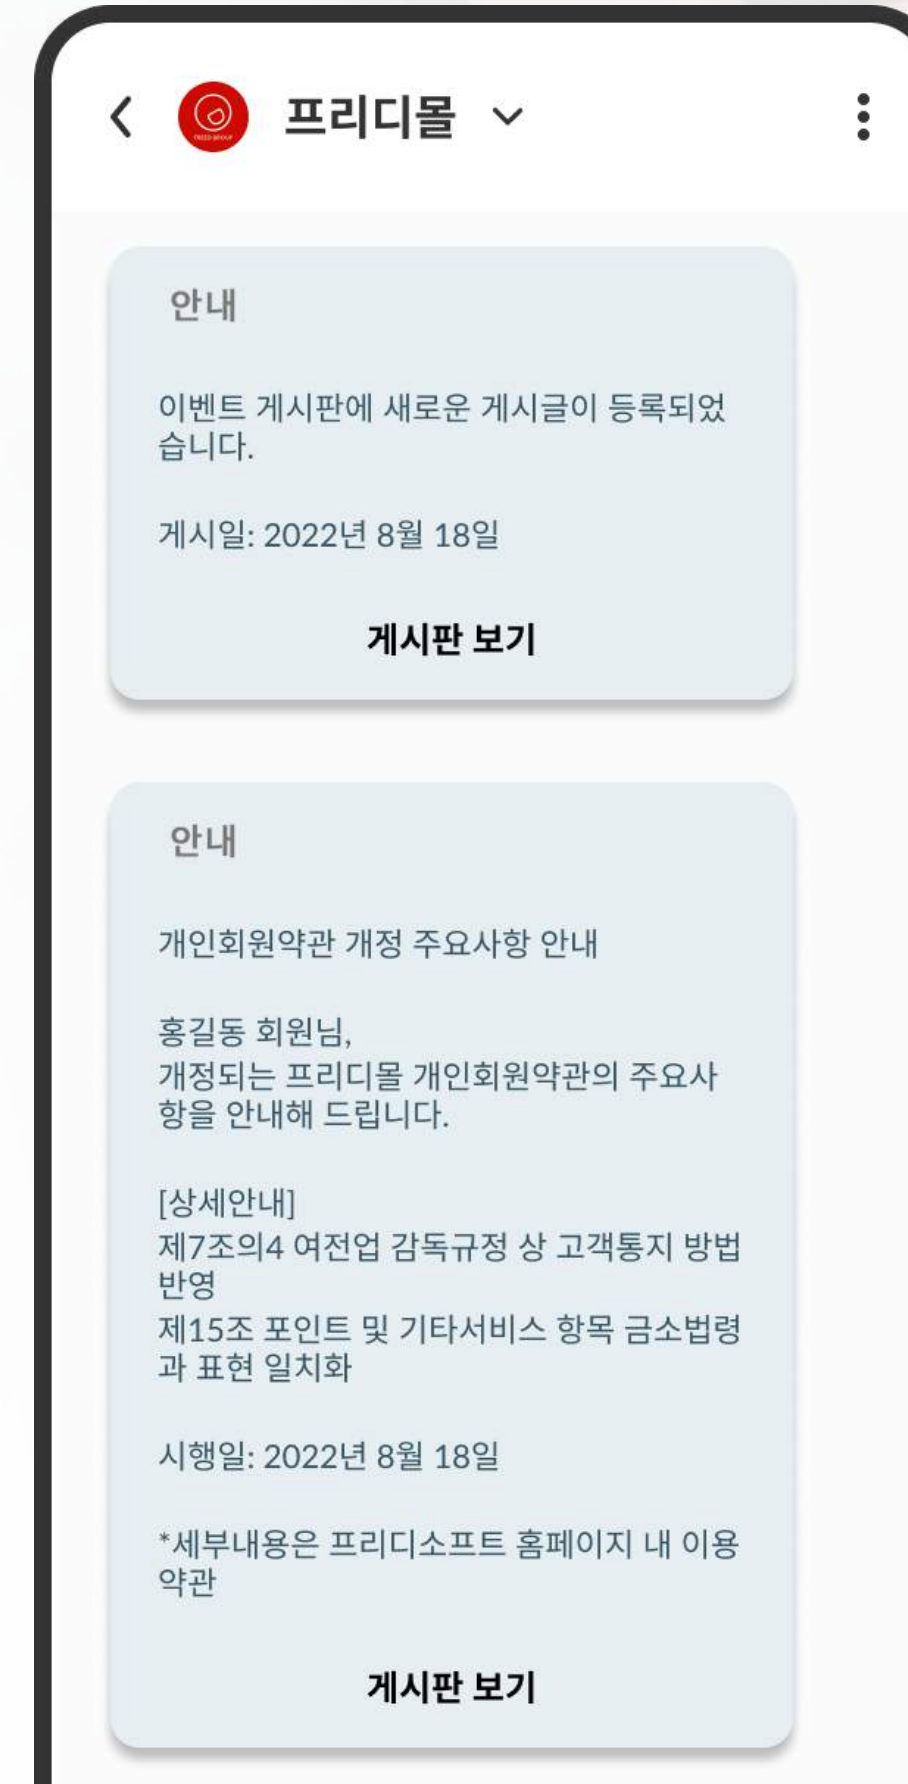 프리디몰
안내
이벤트 게시판에 새로운 게시글이 등록되었
습니다.
게시일: 2022년 8월 18일
게시판 보기
안내
개인회원약관 개정 주요사항 안내
홍길동 회원님,
개정되는 프리디몰 개인회원약관의 주요사
항을 안내해 드립니다.
[상세안내]
제7조의4 여전업 감독규정 상 고객통지 방법
반영
제15조 포인트 및 기타서비스 항목 금소법령
과 표현 일치화
시행일: 2022년 8월 18일
*세부내용은 프리디소프트 홈페이지 내 이용
약관
게시판 보기